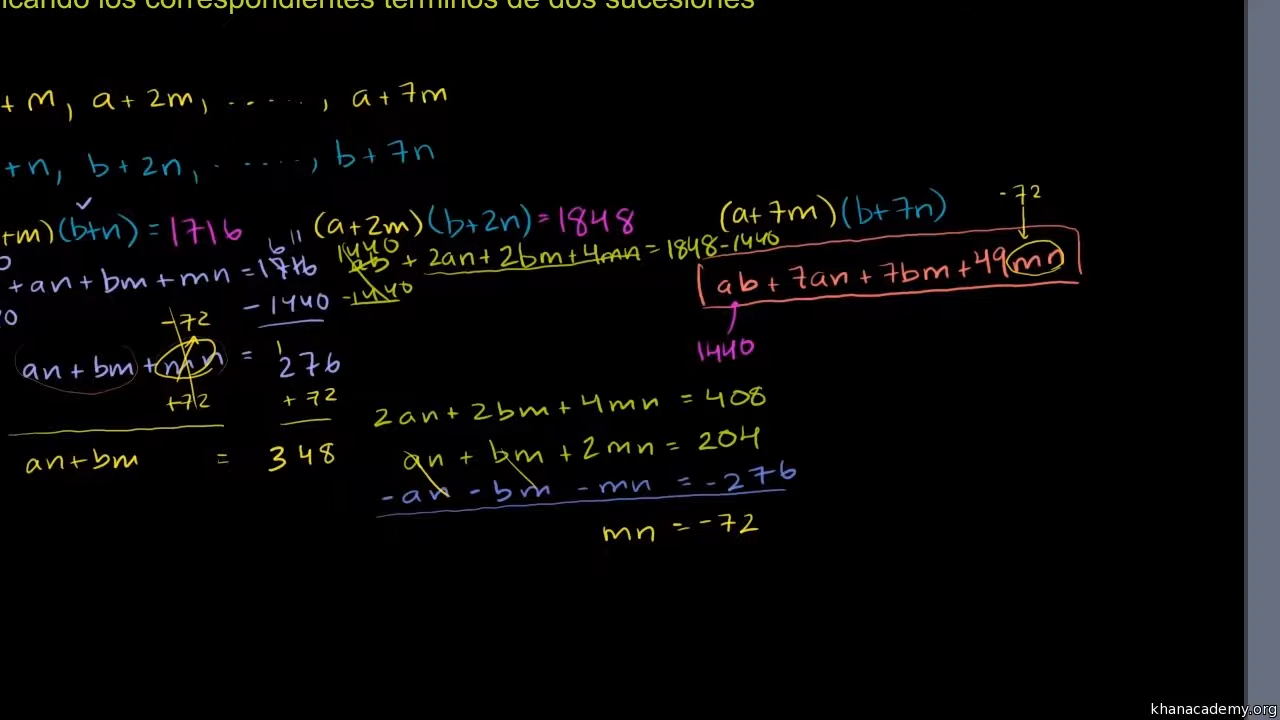 icando los correspondientes términos de dos sucesiones
+ m, a + 2m, ....., a + 7m
+n, b + 2n, ....., b + 7n
+m)(b+n) = 1716
(a+2m)(b+2n) = 1848
(a+7m)(b+7n)
-72
+an + bm + mn = 1716
- 1440
1440
ab + 2an + 2bm + 4mn = 1848-1440
-1440
ab + 7an + 7bm + 49mn
1440
-72
an + bm + mn = 276
+72 + 72
an + bm = 348
2an + 2bm + 4mn = 408
an + bm + 2mn = 204
-an - bm - mn = -276
mn = -72
khanacademy.org